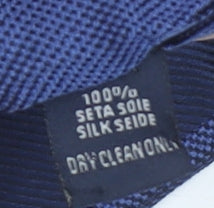 100%
SETA SOIE
SILK SEIDE
DRY CLEAN ONLY